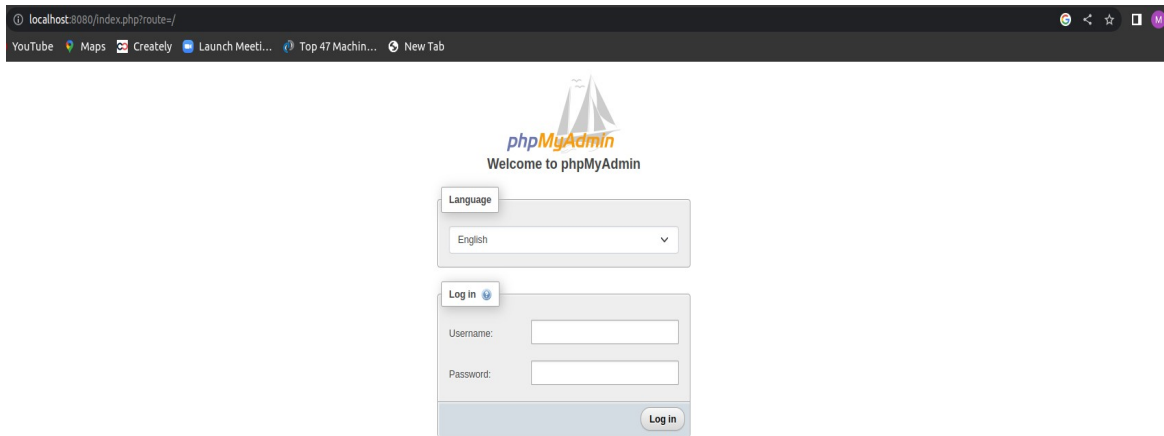 localhost:8080/index.php?route=/
M
YouTube Maps Creately Launch Meeti... Top 47 Machin... New Tab
phpMyAdmin
Welcome to phpMyAdmin
Language
English
Log in
Username:
Password:
Log in